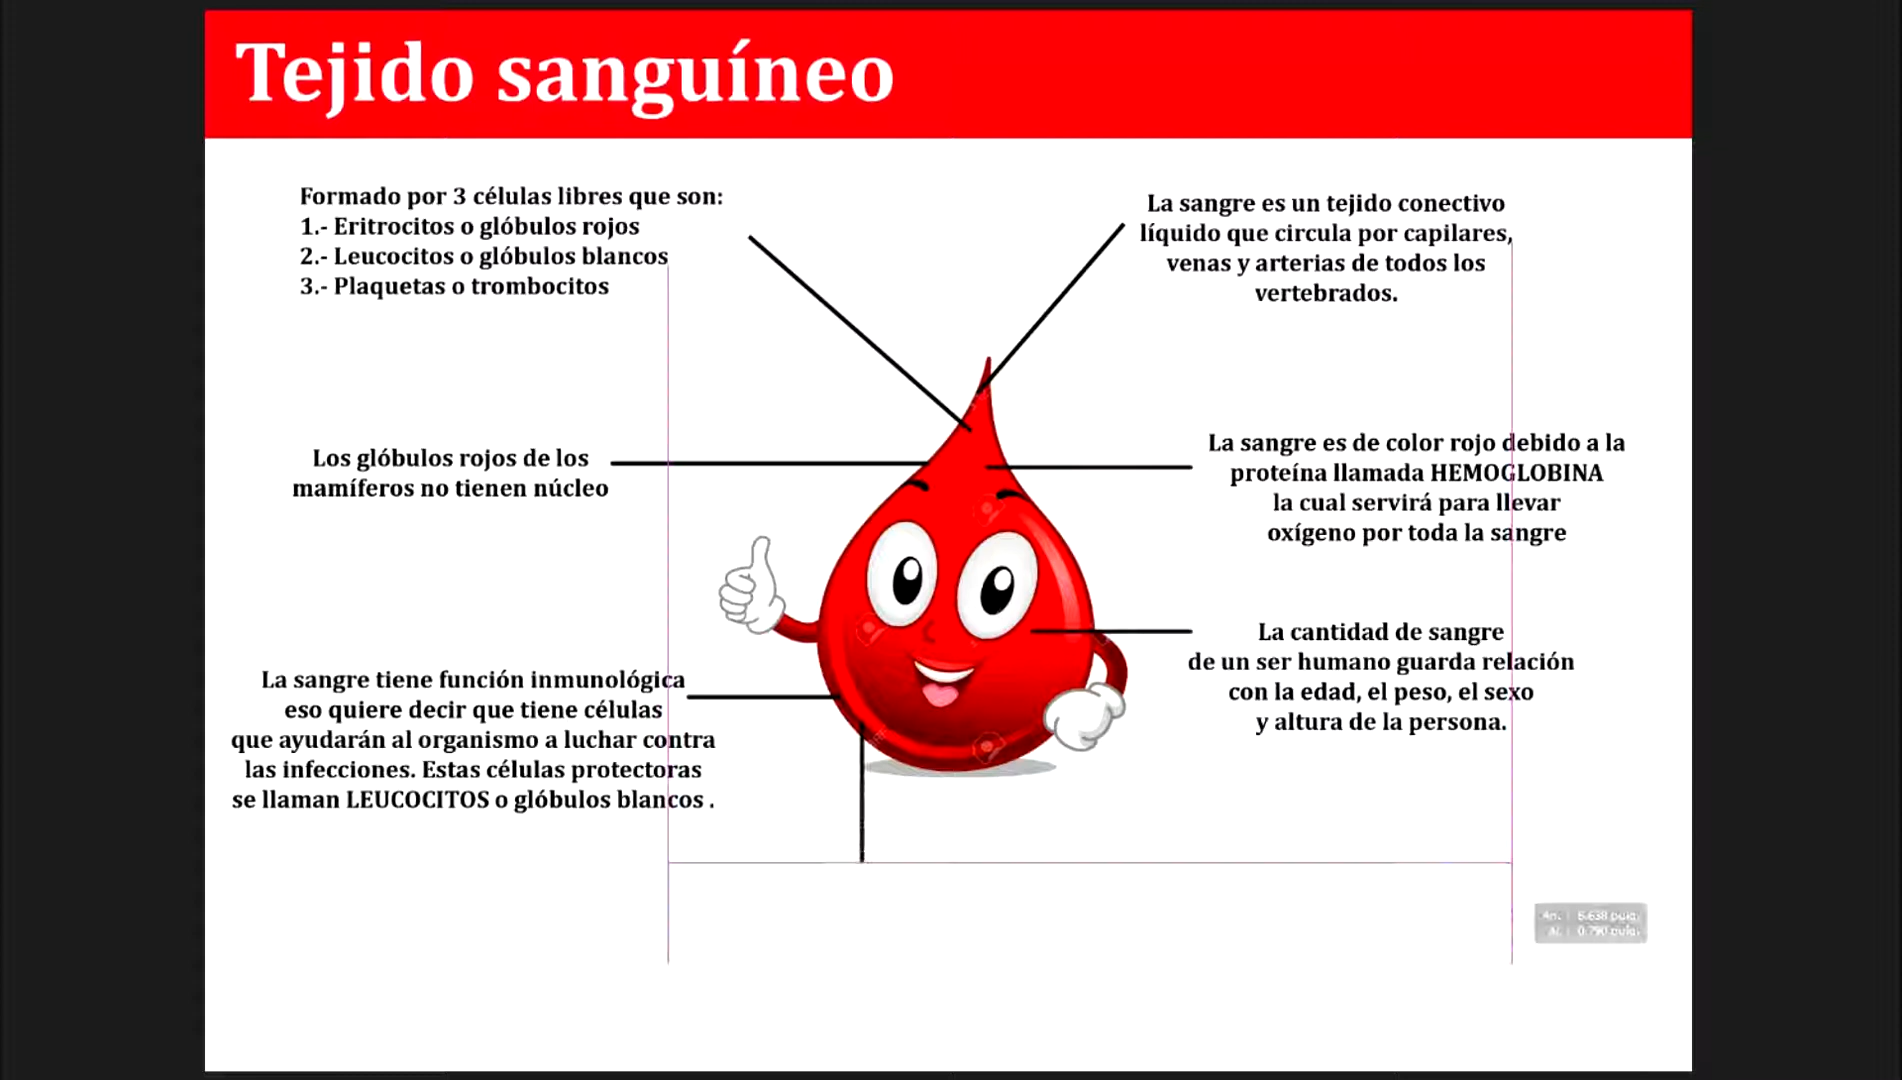 Tejido sanguíneo
Formado por 3 células libres que son:
1.- Eritrocitos o glóbulos rojos
2.- Leucocitos o glóbulos blancos
3.- Plaquetas o trombocitos
La sangre es un tejido conectivo
líquido que circula por capilares,
venas y arterias de todos los
vertebrados.
Los glóbulos rojos de los
mamíferos no tienen núcleo
La sangre es de color rojo debido a la
proteína llamada HEMOGLOBINA
la cual servirá para llevar
oxígeno por toda la sangre
La cantidad de sangre
de un ser humano guarda relación
con la edad, el peso, el sexo
y altura de la persona.
La sangre tiene función inmunológica
eso quiere decir que tiene células
que ayudarán al organismo a luchar contra
las infecciones. Estas células protectoras
se llaman LEUCOCITOS o glóbulos blancos .